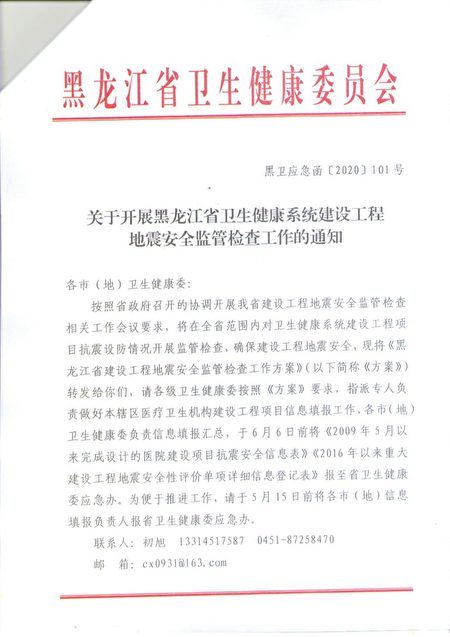 黑龙江省卫生健康委员会
黑卫应急函〔2020〕101号
关于开展黑龙江省卫生健康系统建设工程
地震安全监管检查工作的通知
各市（地）卫生健康委：
按照省政府召开的协调开展我省建设工程地震安全监管检查
相关工作会议要求，将在全省范围内对卫生健康系统建设工程项
目抗震设防情况开展监管检查，确保建设工程地震安全，现将《黑
龙江省建设工程地震安全监管检查工作方案》（以下简称《方案》）
转发给你们，请各级卫生健康委按照《方案》要求，指派专人负
责做好本辖区医疗卫生机构建设工程项目信息填报工作，各市（地）
卫生健康委负责信息填报汇总，于6月6日前将《2009年5月以
来完成设计的医院建设项目抗震安全信息表》《2016年以来重大
建设工程地震安全性评价单项详细信息登记表》报至省卫生健康
委应急办。为便于推进工作，请于5月15日前将各市（地）信息
填报负责人报省卫生健康委应急办。
联系人：初旭 13314517587 0451-87258470
邮 箱：cx0931@163.com